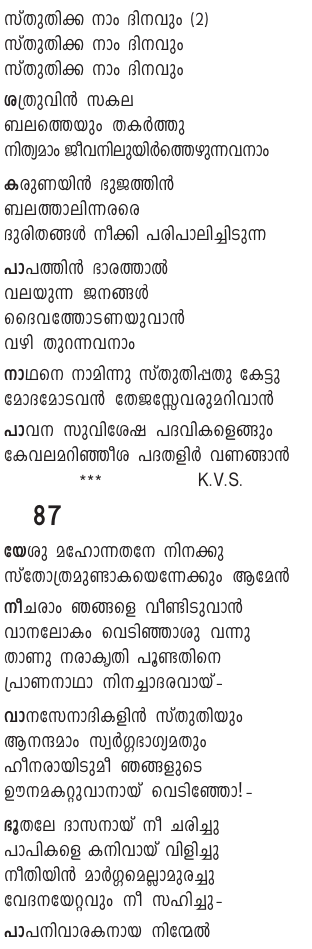 സ്തുതിക്ക നാം ദിനവും (2)
സ്തുതിക്ക നാം ദിനവും
സ്തുതിക്ക നാം ദിനവും
ശത്രുവിൻ സകല
ബലത്തെയും തകർത്തു
നിത്യമാം ജീവനിലുയിർത്തെഴുന്നവനാം
കരുണയിൻ ഭുജത്തിൻ
ബലത്താലിന്നരരെ
ദുരിതങ്ങൾ നീക്കി പരിപാലിച്ചിടുന്ന
പാപത്തിൻ ഭാരത്താൽ
വലയുന്ന ജനങ്ങൾ
ദൈവത്തോടണയുവാൻ
വഴി തുറന്നവനാം
നാഥനെ നാമിന്നു സ്തുതിപ്പതു കേട്ടു
മോദമോടവൻ തേജസ്സേവരുമറിവാൻ
പാവന സുവിശേഷ പദവികളെങ്ങും
കേവലമറിഞ്ഞീശ പദതളിർ വണങ്ങാൻ
*** K.V.S.
87
യേശു മഹോന്നതനേ നിനക്കു
സ്തോത്രമുണ്ടാകയെന്നേക്കും ആമേൻ
നീചരാം ഞങ്ങളെ വീണ്ടിടുവാൻ
വാനലോകം വെടിഞ്ഞാശു വന്നു
താണു നരാകൃതി പൂണ്ടതിനെ
പ്രാണനാഥാ നിനച്ചാദരവായ്-
വാനസേനാദികളിൻ സ്തുതിയും
ആനന്ദമാം സ്വർഗ്ഗഭാഗ്യമതും
ഹീനരായിടുമീ ഞങ്ങളുടെ
ഊനമകറ്റുവാനായ് വെടിഞ്ഞോ!-
ഭൂതലേ ദാസനായ് നീ ചരിച്ചു
പാപികളെ കനിവായ് വിളിച്ചു
നീതിയിൻ മാർഗ്ഗമെല്ലാമുരച്ചു
വേദനയേറ്റവും നീ സഹിച്ചു-
പാപനിവാരകനായ നിന്മേൽ